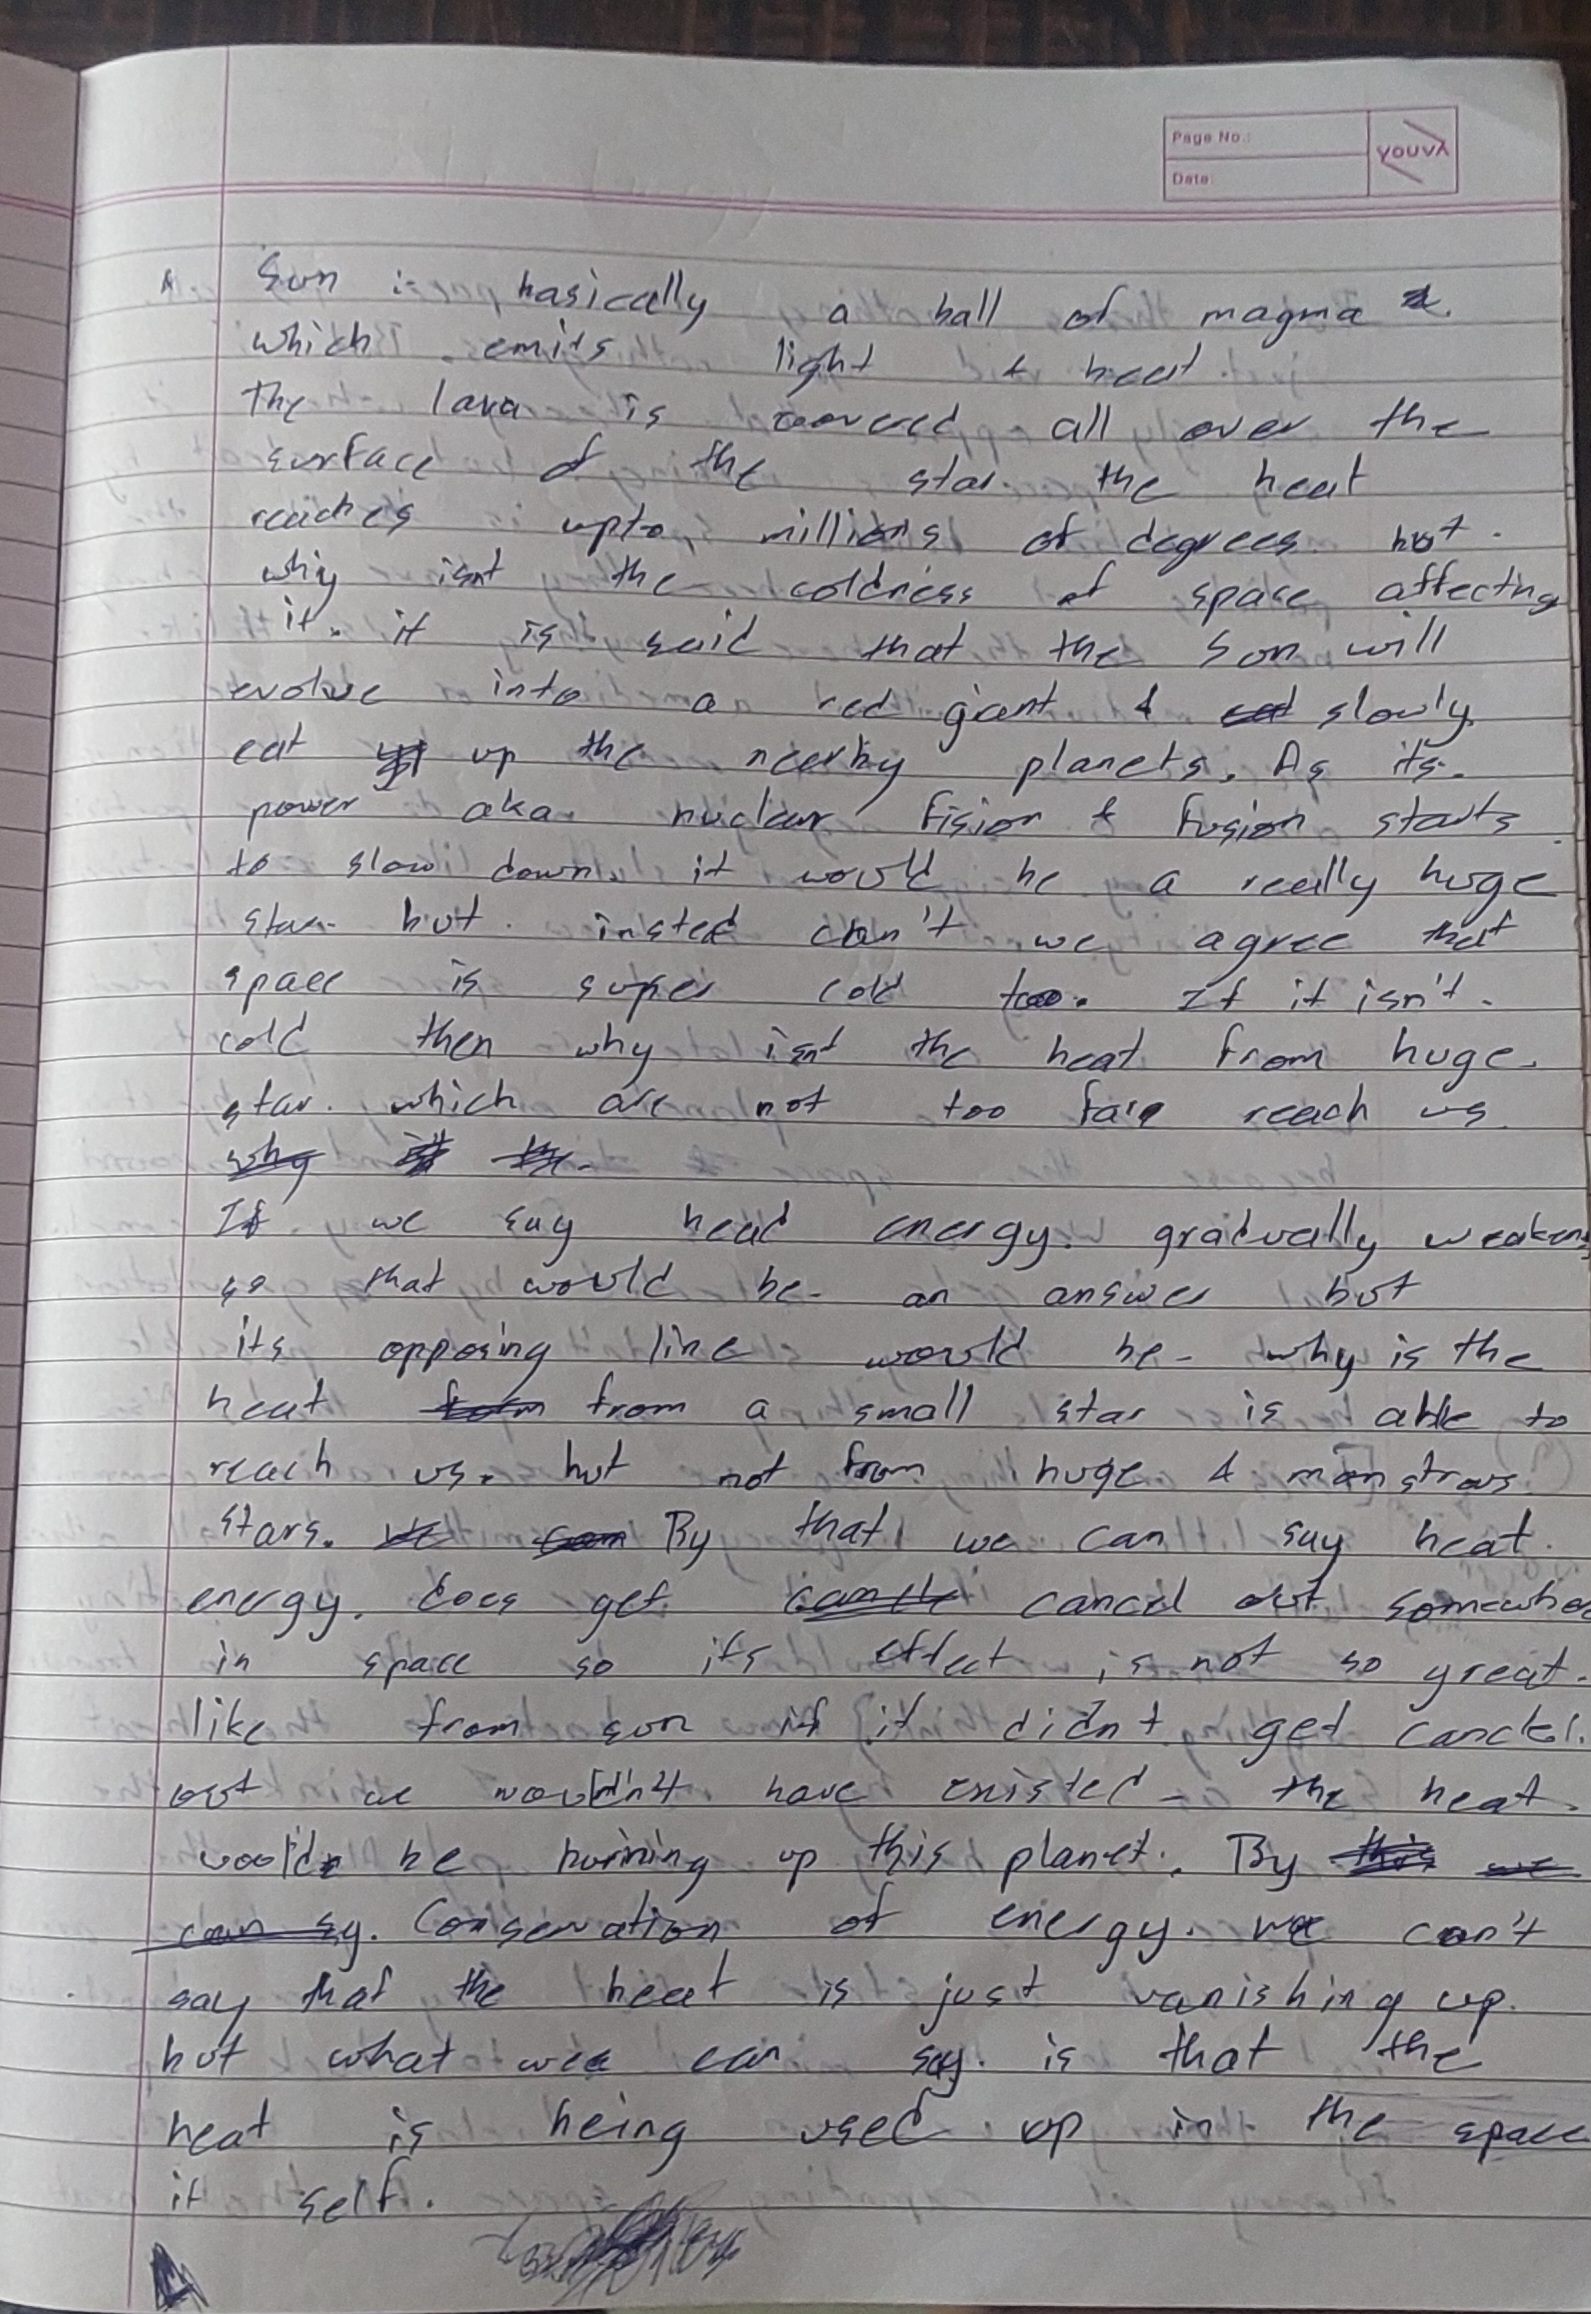 Page No.:
Date:
youva
Sun is basically a ball of magma
which emits light & heat.
The lava is covered all over the
surface of the star. the heat
reaches upto, millions of degrees. but.
why isnt the coldness of space affecting
it. it is said that the Sun will
evolve into a red giant & slowly
eat up the nearby planets. As its.
power aka. nuclear fision & fusion starts
to slow down. it would be a really huge
star. but. insted can't we agree that
space is super cold too. If it isn't.
cold then why isnt the heat from huge.
star. which are not too far reach us
If we say head energy. gradually weakens
so that would be an answer but
its opposing line would be why is the
heat from a small star is able to
reach us. but not from huge & monstrous
stars. By that we can say heat.
energy. does get cancel out somewhe
in space so its effect is not so great.
like from sun if it didnt get canclel.
out we wouldn't have existed - the heat.
would be burning up this planet. By
Conservation of energy. we can't
say that the heat is just vanishing up.
but what we can say. is that the
heat is being used up in the space
it self.